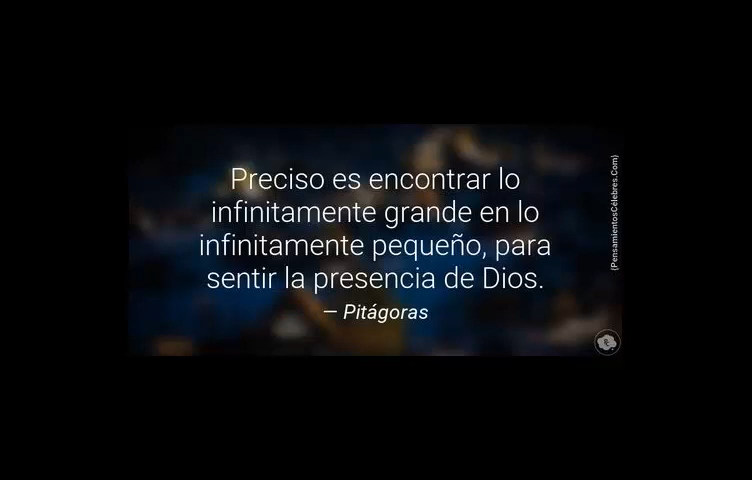 Preciso es encontrar lo
infinitamente grande en lo
infinitamente pequeño, para
sentir la presencia de Dios.
— Pitágoras
(PensamientosCélebres.Com)